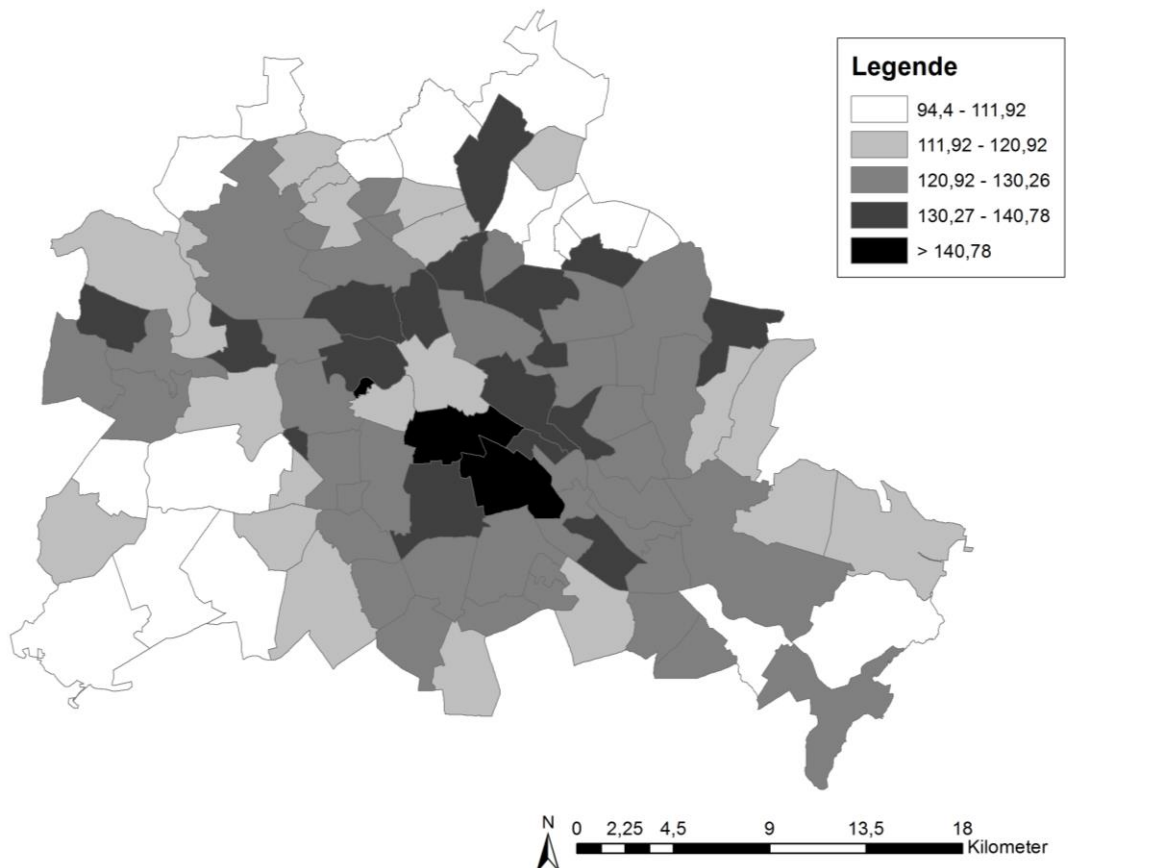 Legende
94,4 - 111,92
111,92 - 120,92
120,92 - 130,26
130,27 - 140,78
> 140,78
N
0 2,25 4,5 9 13,5 18
Kilometer